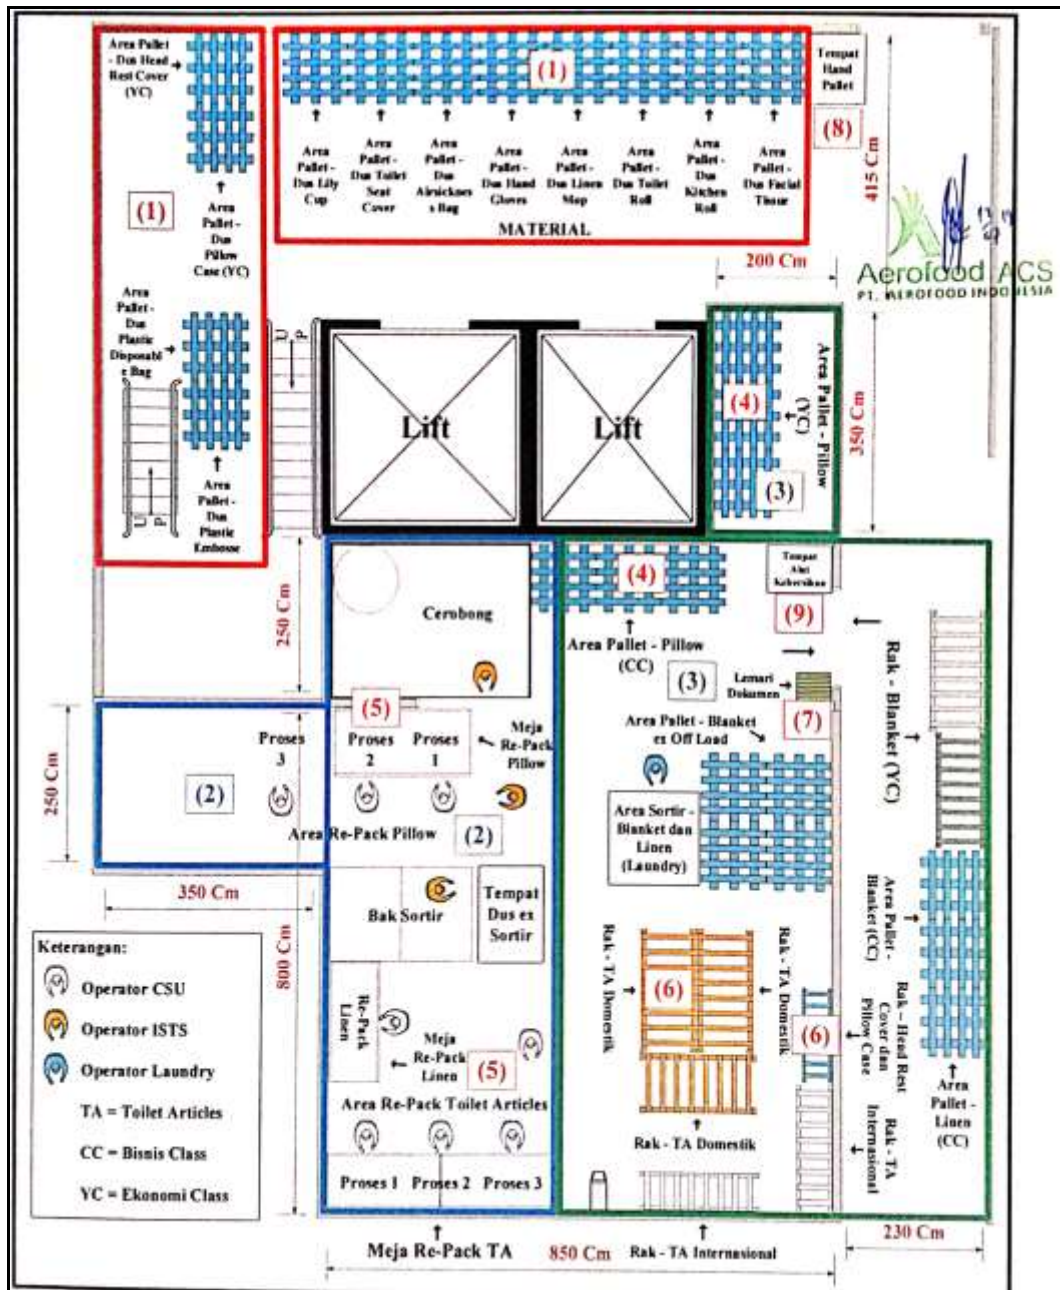 Area Pallet
- Dus Head
Rest Cover
(YC)
(1)
Tempat
Hand
Pallet
(8)
Area
Pallet -
Dus Lily
Cup
Area
Pallet -
Dus Toilet
Seat
Cover
Area
Pallet -
Dus
Airsicknes
s Bag
Area
Pallet -
Dus Hand
Gloves
Area
Pallet -
Dus Linen
Mop
Area
Pallet -
Dus Toilet
Roll
Area
Pallet -
Dus
Kitchen
Roll
Area
Pallet -
Dus Facial
Tissue
MATERIAL
415 Cm
(1)
Area
Pallet -
Dus
Pillow
Case (YC)
200 Cm
Aerofood ACS
PT. AEROFOOD INDONESIA
Area
Pallet -
Dus
Plastic
Disposabl
e Bag
U
P
U
P
Lift
Lift
(4)
Area Pallet - Pillow
(YC)
(3)
350 Cm
Area
Pallet -
Dus
Plastic
Embosse
250 Cm
Cerobong
(4)
Tempat
Alat
Kebersihan
(9)
Area Pallet - Pillow
(CC)
(3)
Lemari
Dokumen
(7)
Rak - Blanket (YC)
(5)
Area Pallet - Blanket
ex Off Load
250 Cm
(2)
Proses
3
Proses
2
Proses
1
Meja
Re-Pack
Pillow
Area Re-Pack Pillow
(2)
Area Sortir -
Blanket dan
Linen
(Laundry)
350 Cm
Bak Sortir
Tempat
Dus ex
Sortir
Area Pallet -
Blanket (CC)
Keterangan:
Operator CSU
Operator ISTS
Operator Laundry
TA = Toilet Articles
CC = Bisnis Class
YC = Ekonomi Class
800 Cm
Re-Pack
Linen
Meja
Re-Pack
Linen
(5)
Rak - TA Domestik
(6)
Rak - TA Domestik
(6)
Rak - Head Rest
Cover dan
Pillow Case
Area
Pallet -
Linen
(CC)
Area Re-Pack Toilet Articles
Rak - TA Domestik
Rak - TA
Internasional
Proses 1
Proses 2
Proses 3
230 Cm
Meja Re-Pack TA
850 Cm
Rak - TA Internasional